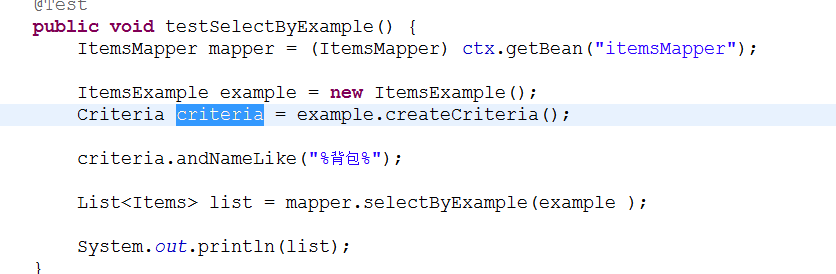 @Test
public void testSelectByExample() {
ItemsMapper mapper = (ItemsMapper) ctx.getBean("itemsMapper");
ItemsExample example = new ItemsExample();
Criteria criteria = example.createCriteria();
criteria.andNameLike("%背包%");
List<Items> list = mapper.selectByExample(example );
System.out.println(list);
}